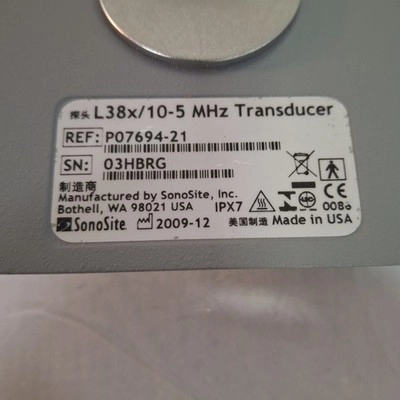 探头 L38x/10-5 MHz Transducer
REF: P07694-21
SN: 03HBRG
制造商
Manufactured by SonoSite, Inc.
Bothell, WA 98021 USA IPX7
SonoSite 2009-12 美国制造 Made in USA
CE
0086